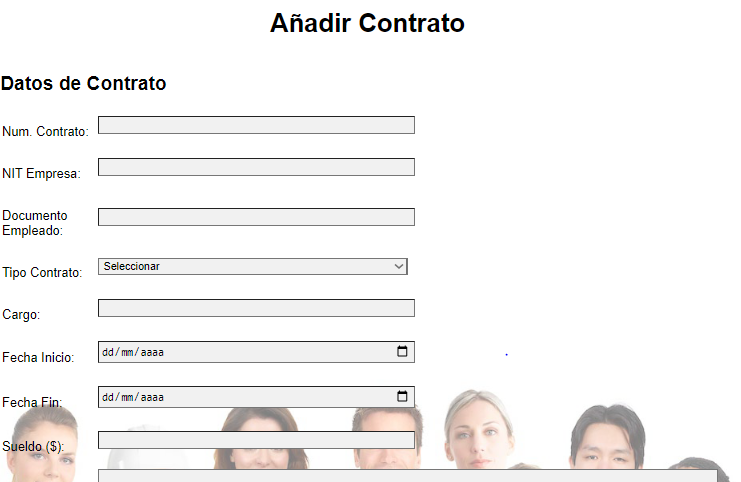 Añadir Contrato
Datos de Contrato
Num. Contrato:
NIT Empresa:
Documento
Empleado:
Tipo Contrato: Seleccionar
Cargo:
Fecha Inicio: dd/mm/aaaa
Fecha Fin: dd/mm/aaaa
Sueldo ($):